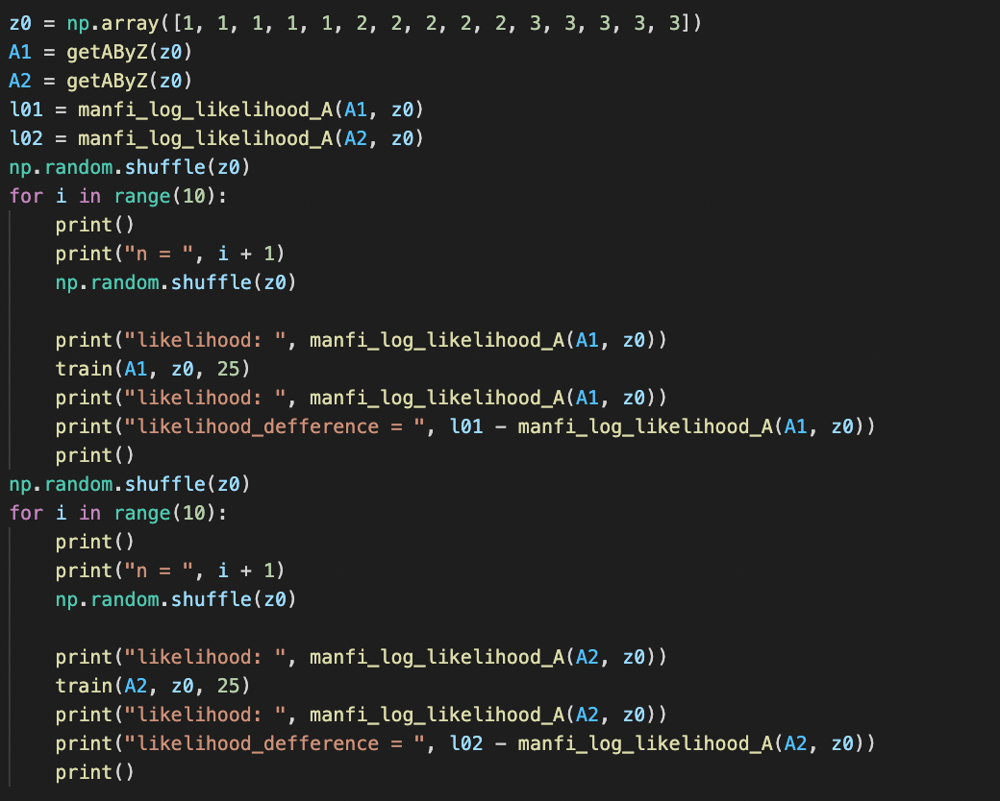 z0 = np.array([1, 1, 1, 1, 1, 2, 2, 2, 2, 2, 3, 3, 3, 3, 3])
A1 = getAByZ(z0)
A2 = getAByZ(z0)
l01 = manfi_log_likelihood_A(A1, z0)
l02 = manfi_log_likelihood_A(A2, z0)
np.random.shuffle(z0)
for i in range(10):
    print()
    print("n = ", i + 1)
    np.random.shuffle(z0)

    print("likelihood: ", manfi_log_likelihood_A(A1, z0))
    train(A1, z0, 25)
    print("likelihood: ", manfi_log_likelihood_A(A1, z0))
    print("likelihood_defference = ", l01 - manfi_log_likelihood_A(A1, z0))
    print()
np.random.shuffle(z0)
for i in range(10):
    print()
    print("n = ", i + 1)
    np.random.shuffle(z0)

    print("likelihood: ", manfi_log_likelihood_A(A2, z0))
    train(A2, z0, 25)
    print("likelihood: ", manfi_log_likelihood_A(A2, z0))
    print("likelihood_defference = ", l02 - manfi_log_likelihood_A(A2, z0))
    print()